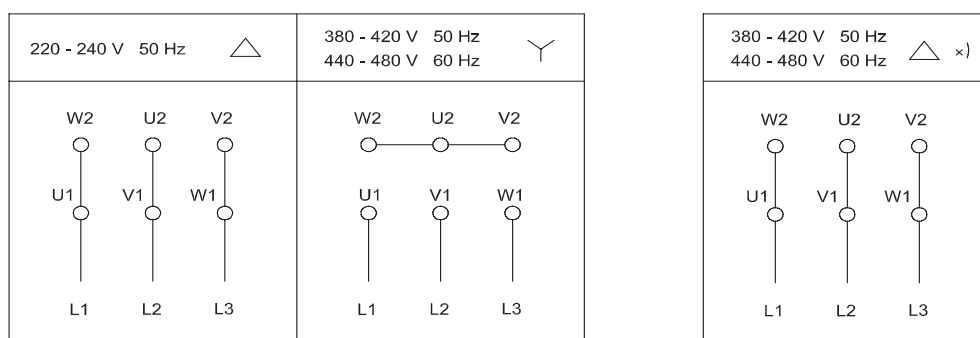 220 - 240 V 50 Hz
380 - 420 V 50 Hz
440 - 480 V 60 Hz
380 - 420 V 50 Hz
440 - 480 V 60 Hz
x)
W2 U2 V2
U1 V1 W1
L1 L2 L3
W2 U2 V2
U1 V1 W1
L1 L2 L3
W2 U2 V2
U1 V1 W1
L1 L2 L3